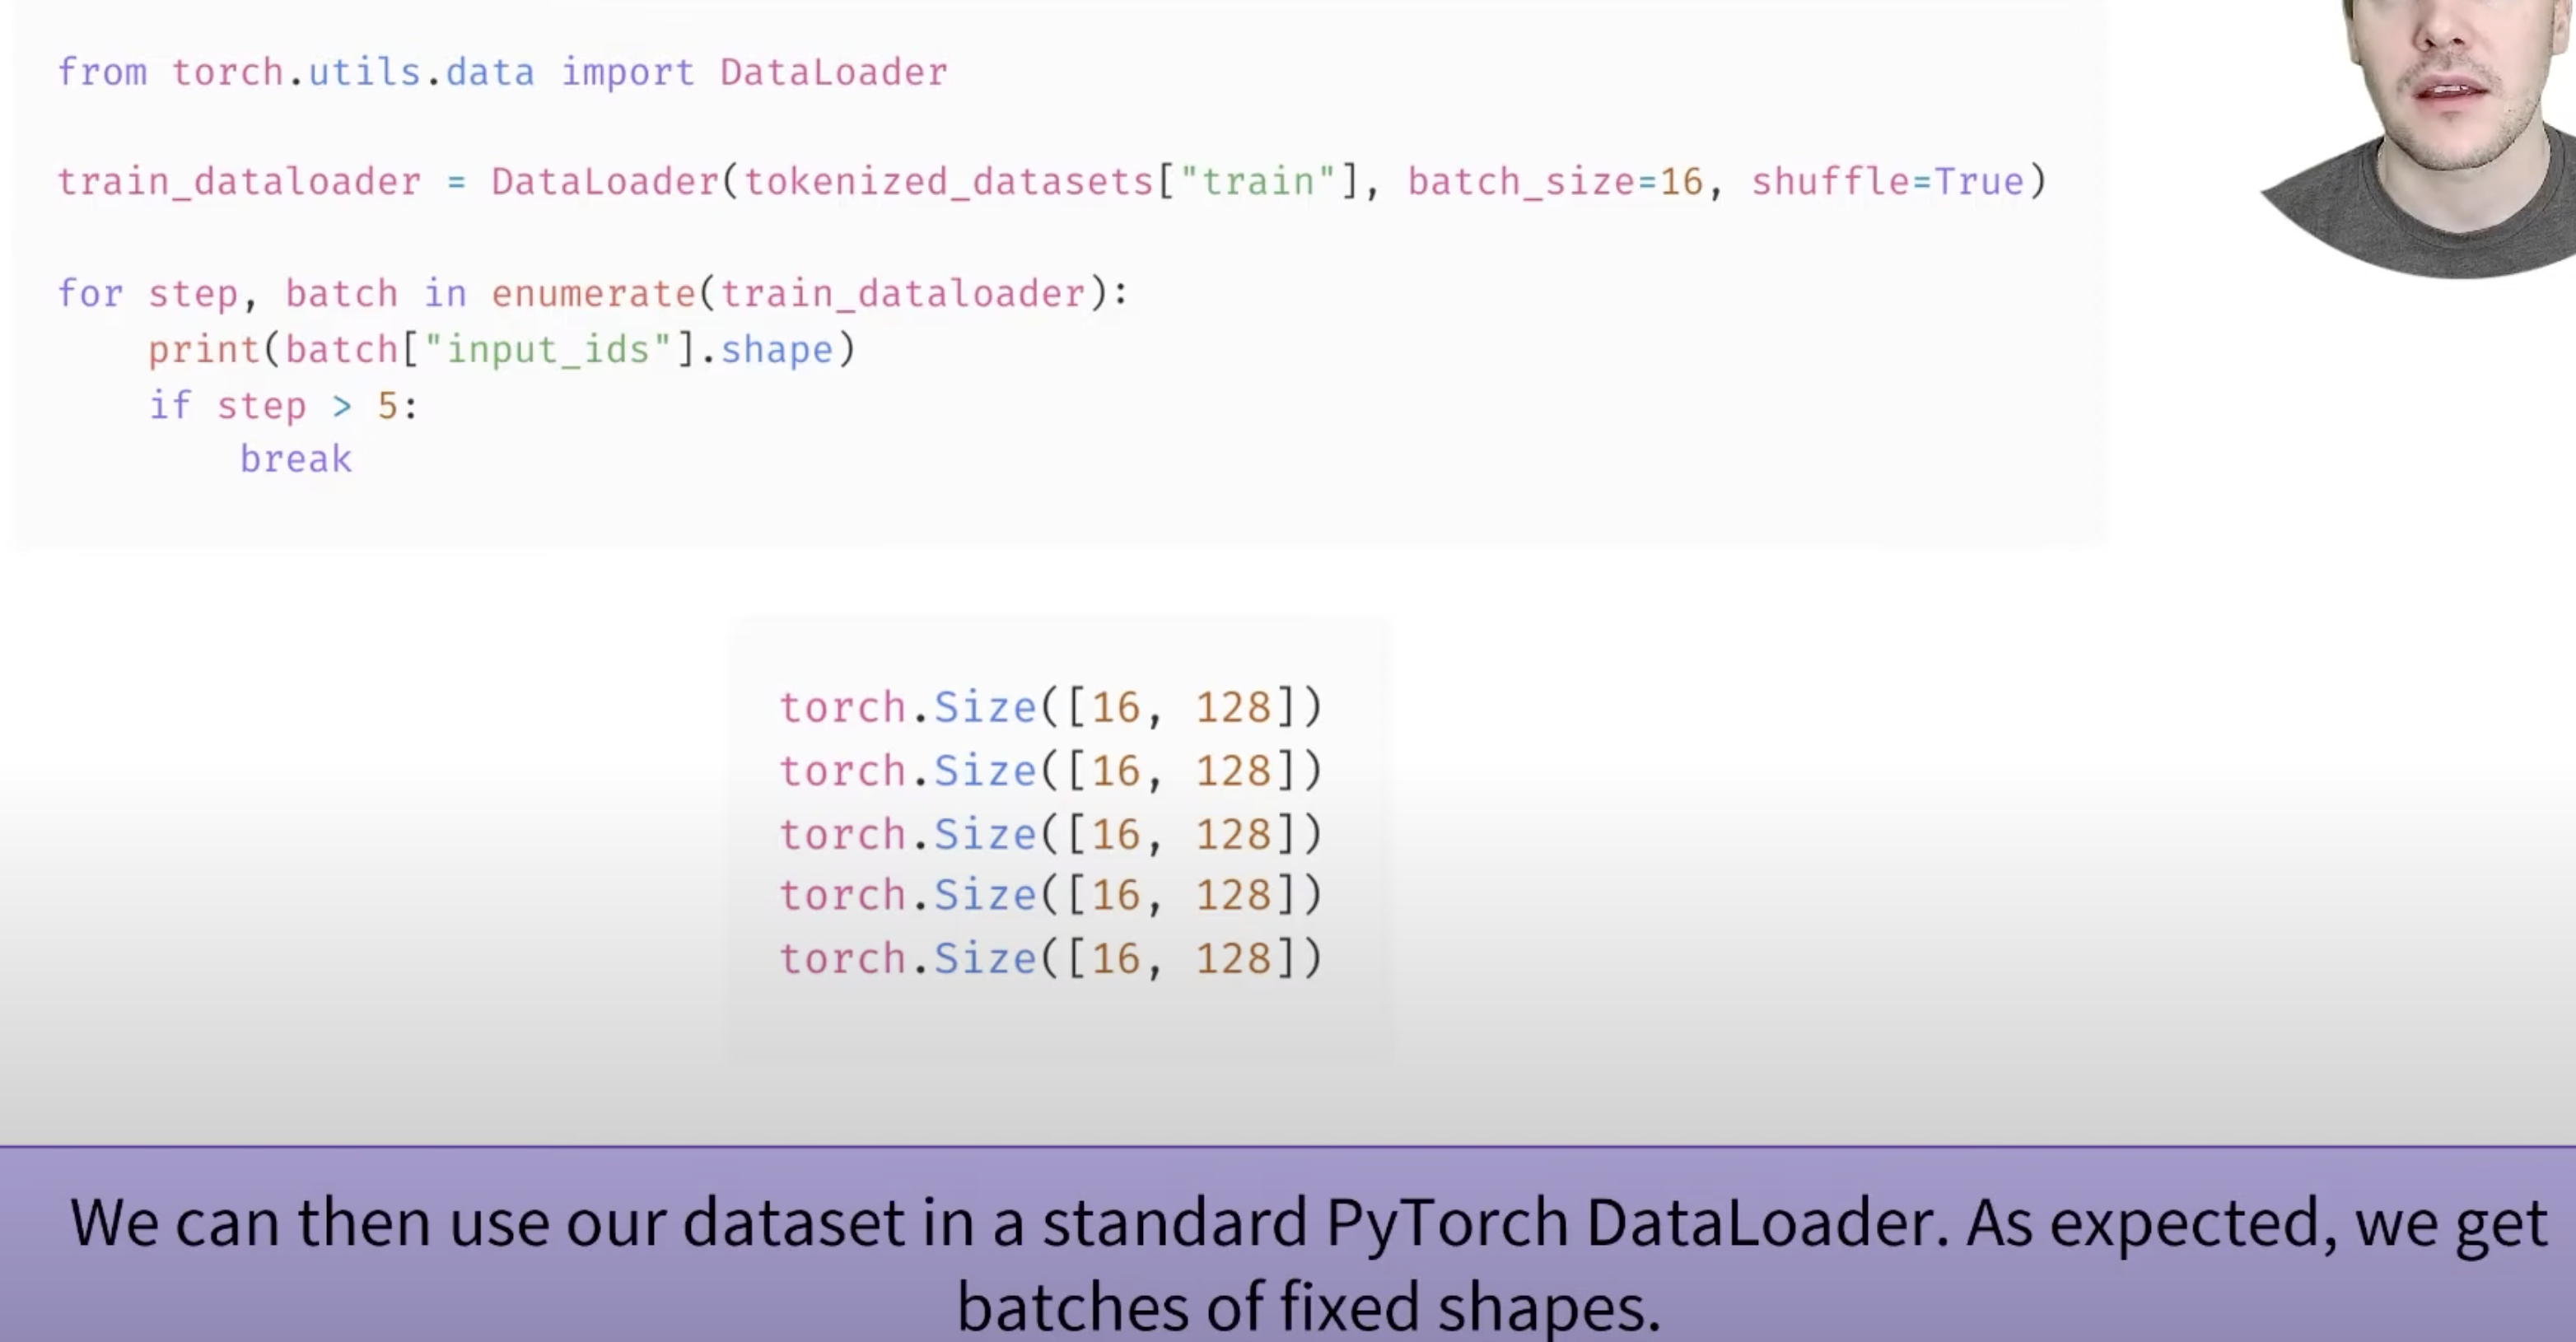 from torch.utils.data import DataLoader
train_dataloader = DataLoader(tokenized_datasets["train"], batch_size=16, shuffle=True)
for step, batch in enumerate(train_dataloader):
    print(batch["input_ids"].shape)
    if step > 5:
        break
torch.Size([16, 128])
torch.Size([16, 128])
torch.Size([16, 128])
torch.Size([16, 128])
torch.Size([16, 128])
We can then use our dataset in a standard PyTorch DataLoader. As expected, we get
batches of fixed shapes.